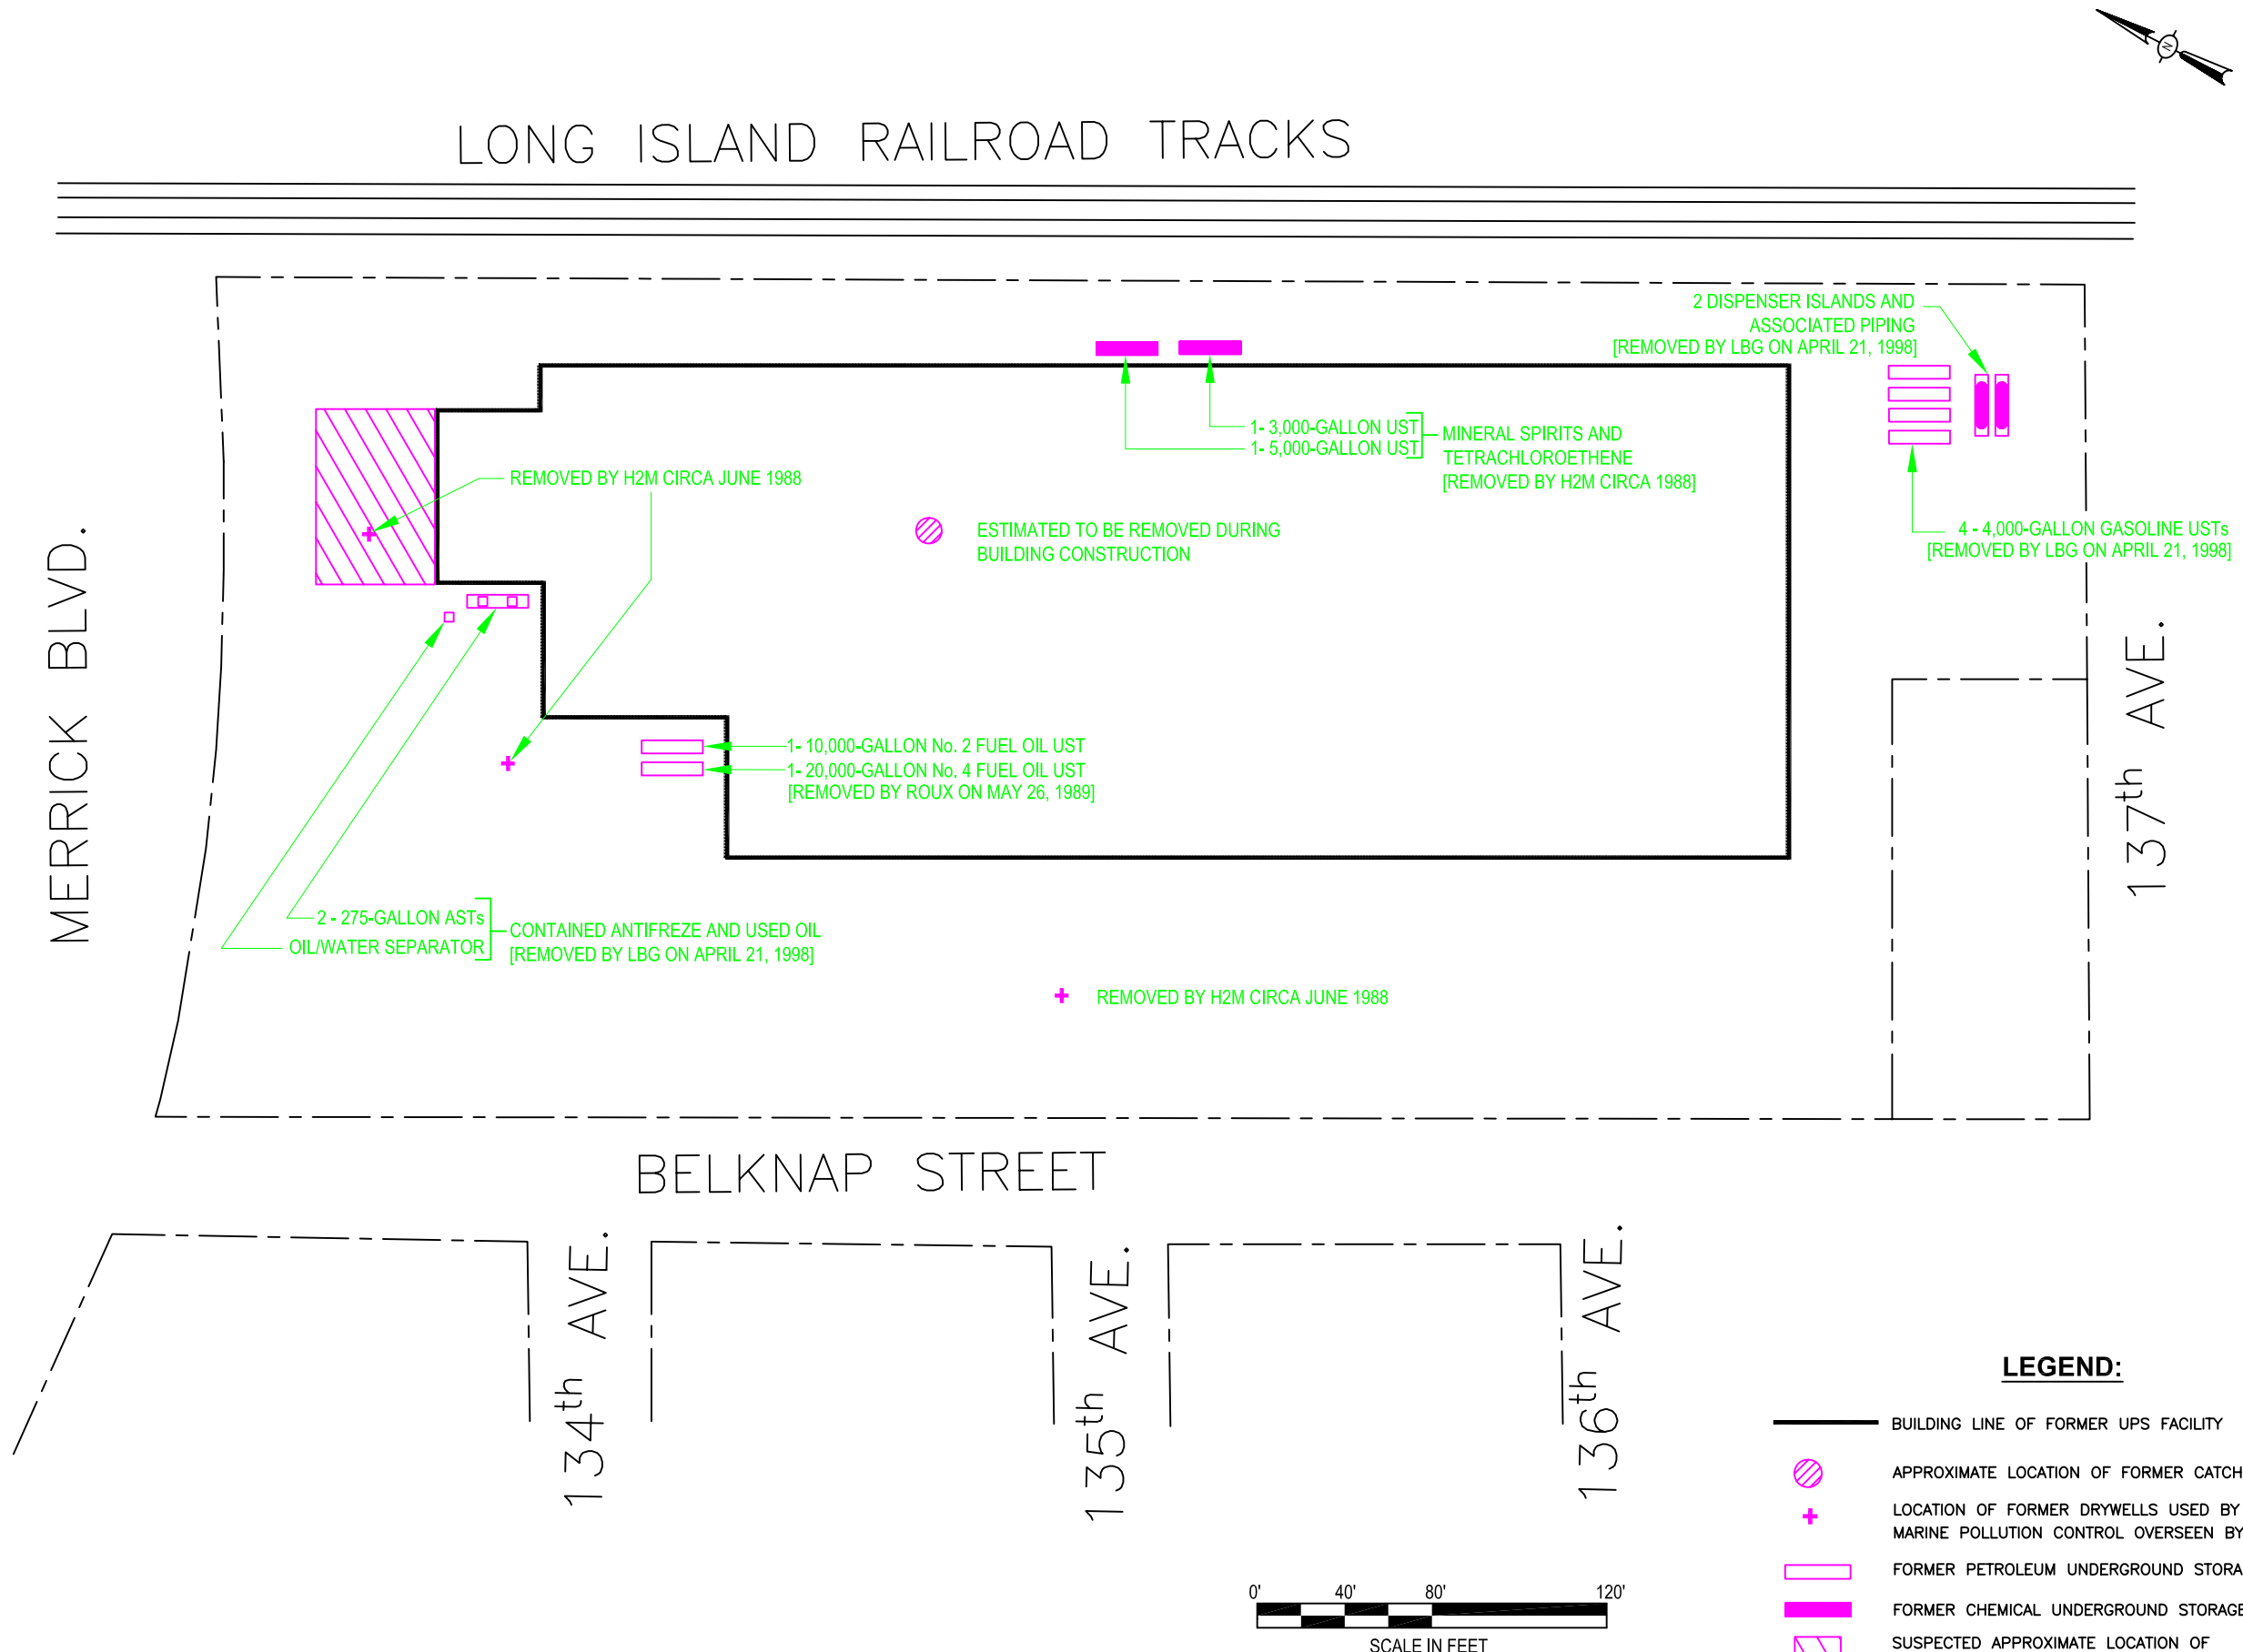 N
LONG ISLAND RAILROAD TRACKS
2 DISPENSER ISLANDS AND
ASSOCIATED PIPING
[REMOVED BY LBG ON APRIL 21, 1998]
1- 3,000-GALLON UST
1- 5,000-GALLON UST
MINERAL SPIRITS AND
TETRACHLOROETHENE
[REMOVED BY H2M CIRCA 1988]
REMOVED BY H2M CIRCA JUNE 1988
ESTIMATED TO BE REMOVED DURING
BUILDING CONSTRUCTION
4 - 4,000-GALLON GASOLINE USTs
[REMOVED BY LBG ON APRIL 21, 1998]
MERRICK BLVD.
137th AVE.
1- 10,000-GALLON No. 2 FUEL OIL UST
1- 20,000-GALLON No. 4 FUEL OIL UST
[REMOVED BY ROUX ON MAY 26, 1989]
2 - 275-GALLON ASTs
OIL/WATER SEPARATOR
CONTAINED ANTIFREZE AND USED OIL
[REMOVED BY LBG ON APRIL 21, 1998]
REMOVED BY H2M CIRCA JUNE 1988
BELKNAP STREET
134th AVE.
135th AVE.
136th AVE.
LEGEND:
BUILDING LINE OF FORMER UPS FACILITY
APPROXIMATE LOCATION OF FORMER CATCH
LOCATION OF FORMER DRYWELLS USED BY
MARINE POLLUTION CONTROL OVERSEEN BY
FORMER PETROLEUM UNDERGROUND STORA
FORMER CHEMICAL UNDERGROUND STORAGE
SUSPECTED APPROXIMATE LOCATION OF
0' 40' 80' 120'
SCALE IN FEET